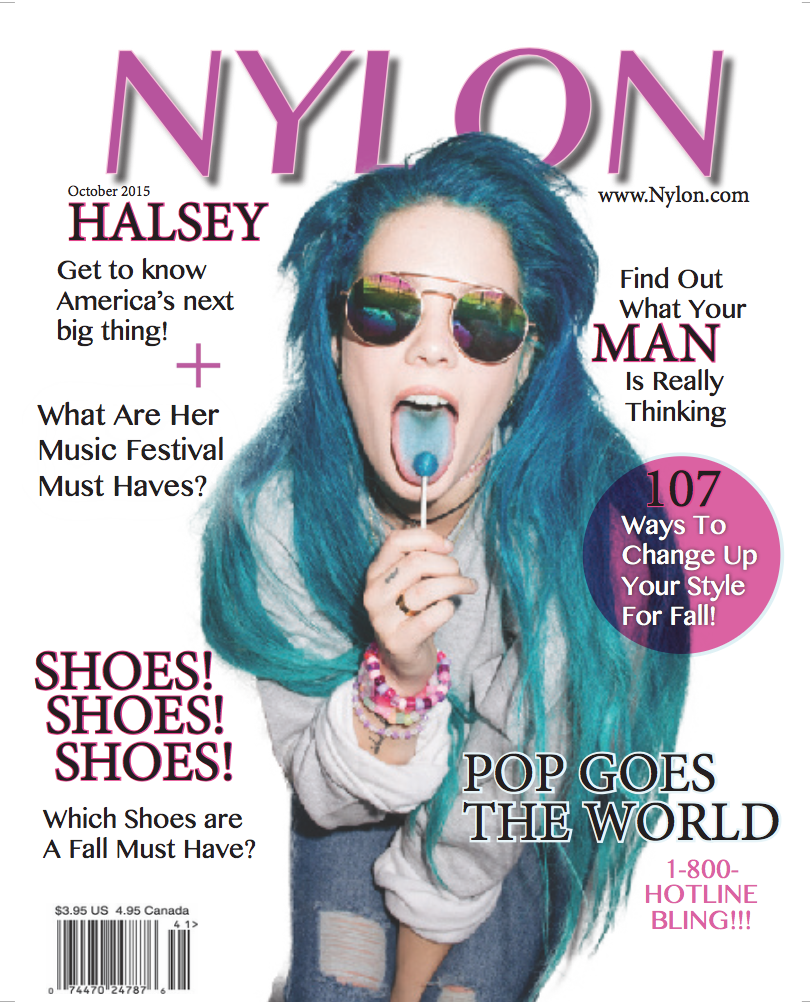 NYLON
October 2015
www.Nylon.com
HALSEY
Get to know
America's next
big thing!
+
What Are Her
Music Festival
Must Haves?
Find Out
What Your
MAN
Is Really
Thinking
107
Ways To
Change Up
Your Style
For Fall!
SHOES!
SHOES!
SHOES!
Which Shoes are
A Fall Must Have?
POP GOES
THE WORLD
1-800-
HOTLINE
BLING!!!
$3.95 US 4.95 Canada
41>
0 74470 24787 6